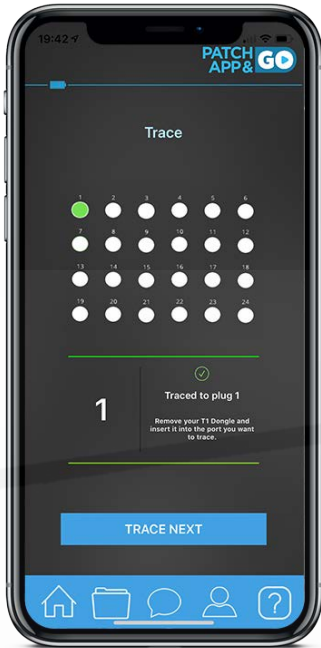 19:42
PATCH
APP& GO
Trace
1 2 3 4 5 6
7 8 9 10 11 12
13 14 15 16 17 18
19 20 21 22 23 24
1
Traced to plug 1
Remove your T1 Dongle and
insert it into the port you want
to trace.
TRACE NEXT
?